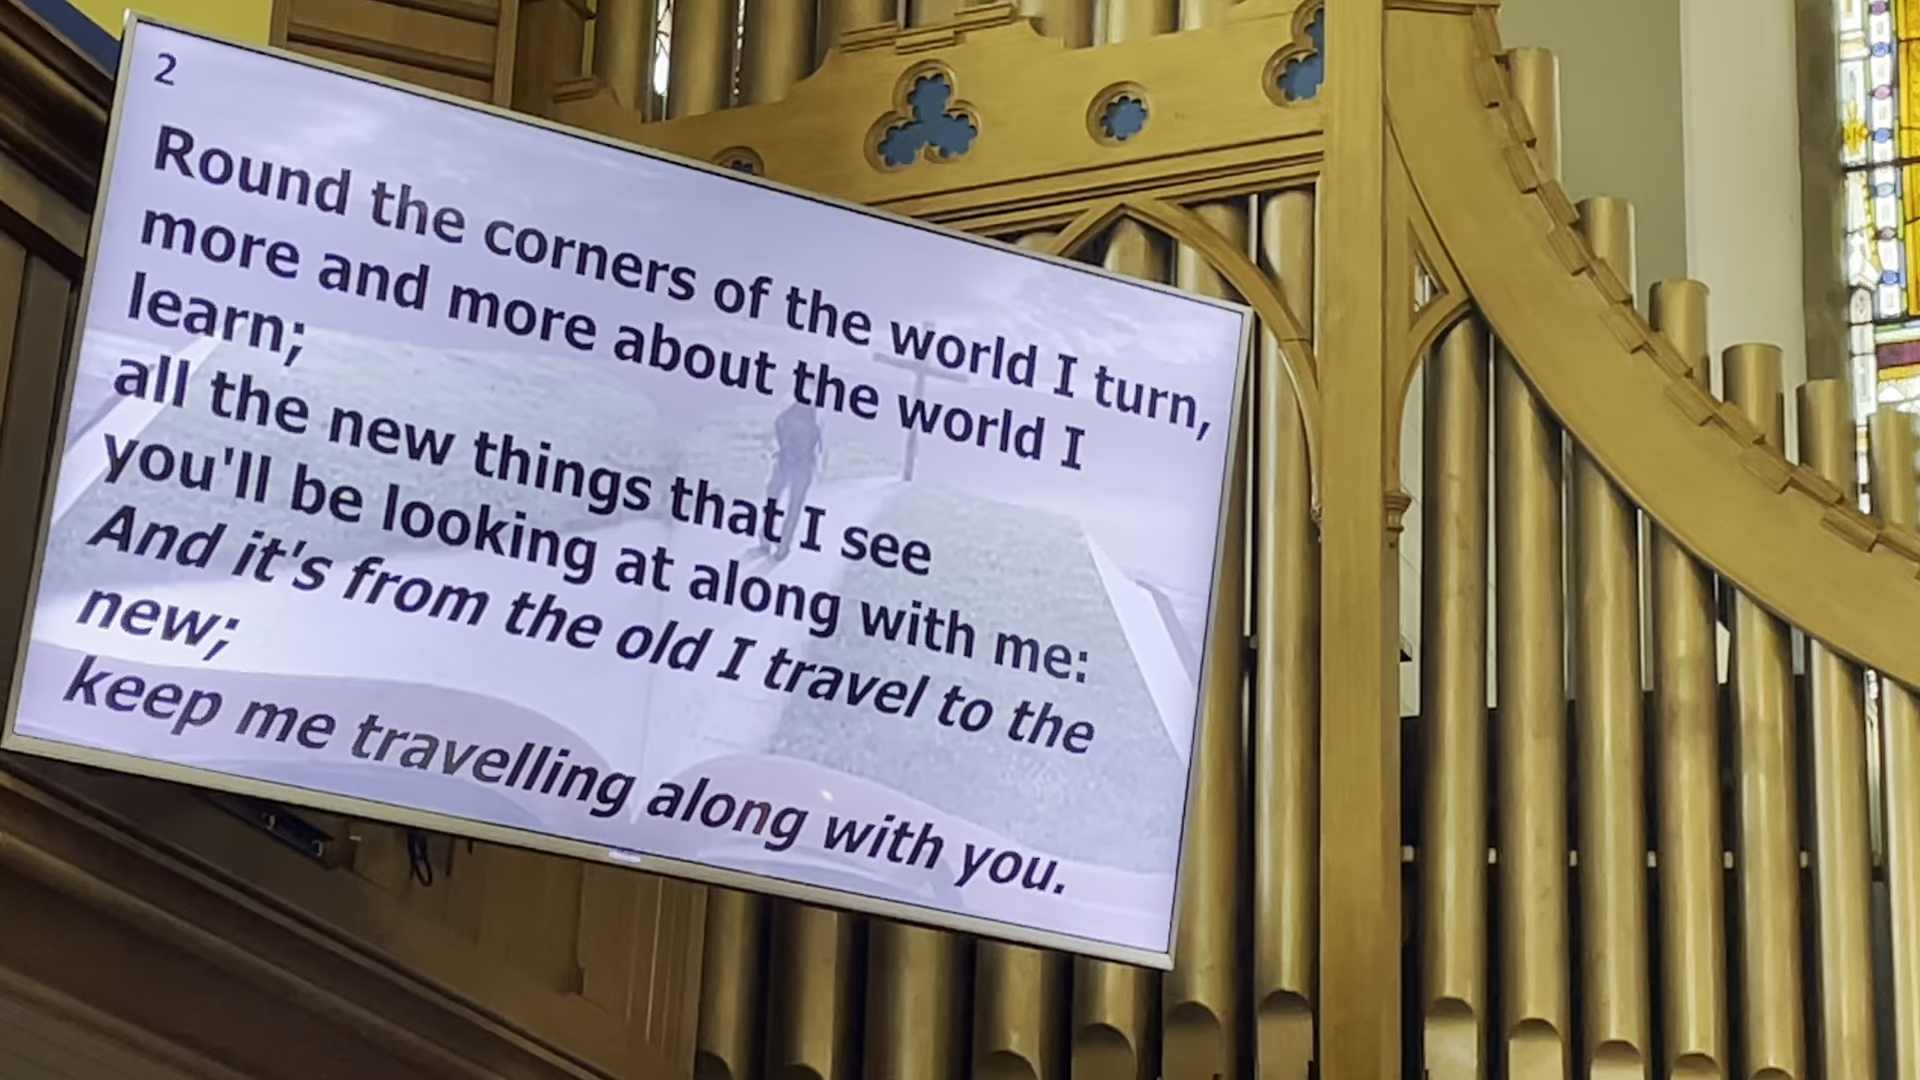 2
Round the corners of the world I turn,
more and more about the world I
learn;
all the new things that I see
you'll be looking at along with me:
And it's from the old I travel to the
new;
keep me travelling along with you.